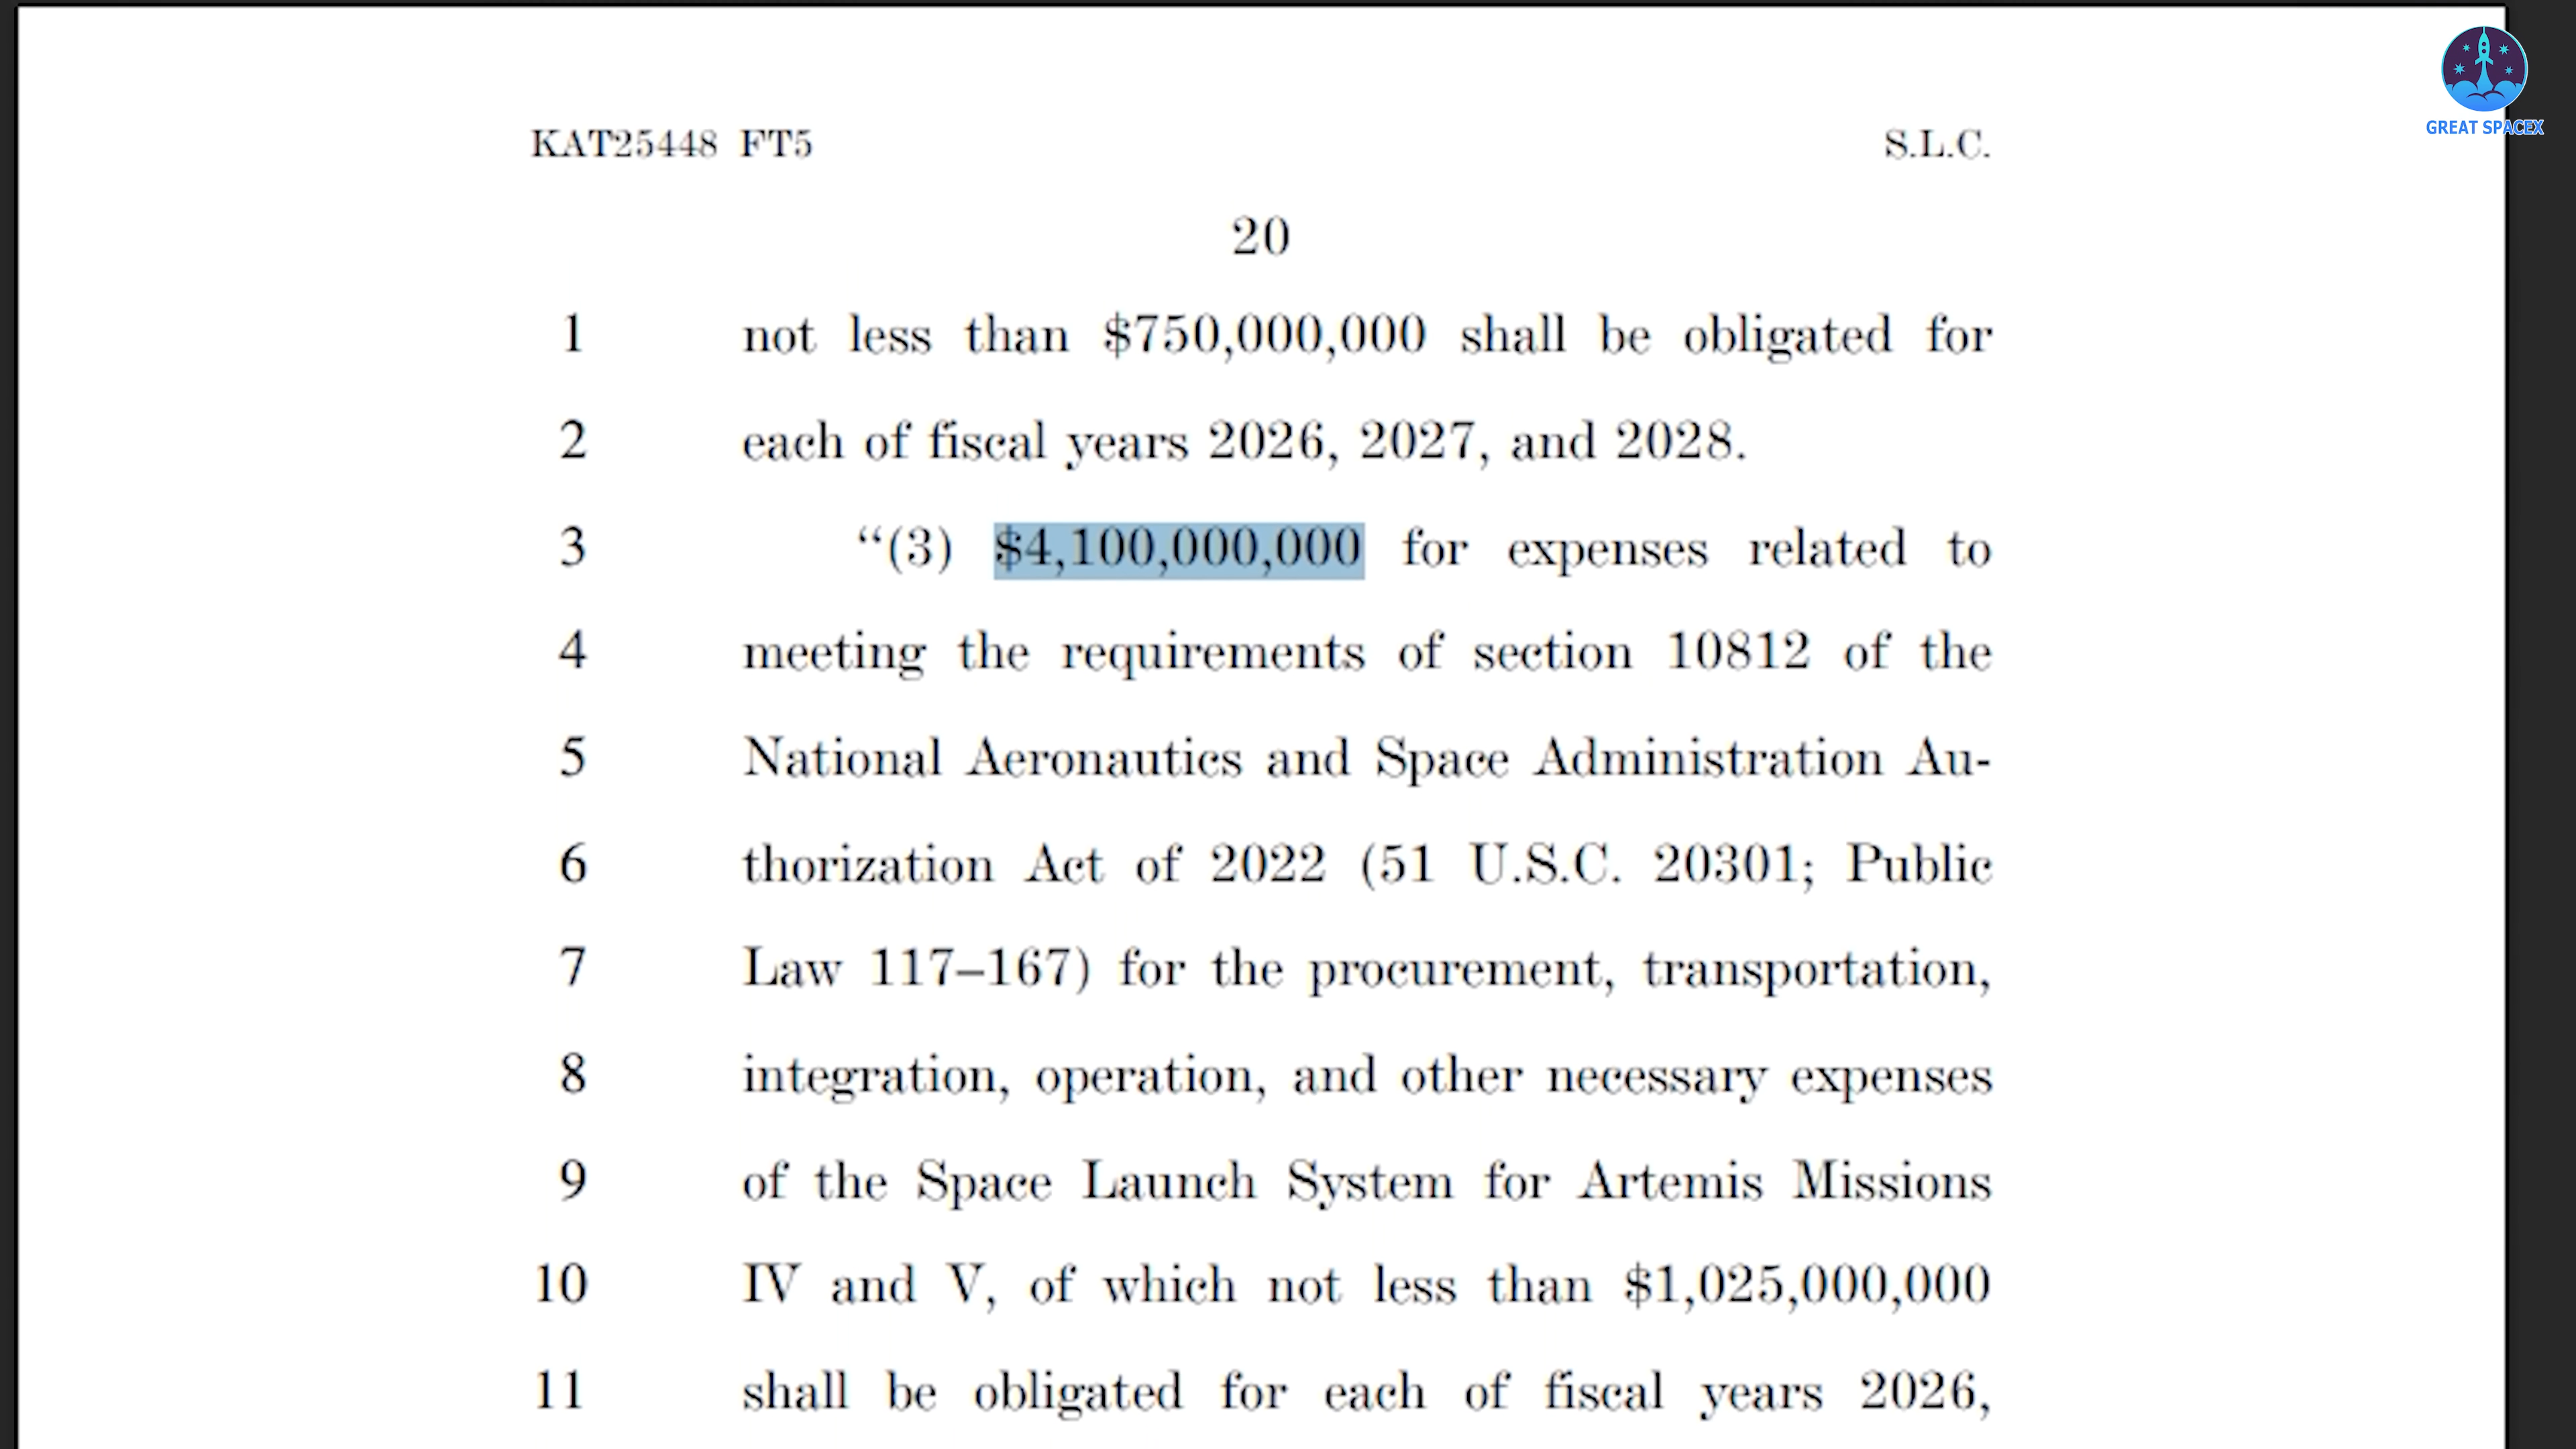 GREAT SPACEX
KAT25448 FT5 S.L.C.
20
1 not less than $750,000,000 shall be obligated for
2 each of fiscal years 2026, 2027, and 2028.
3 “(3) $4,100,000,000 for expenses related to
4 meeting the requirements of section 10812 of the
5 National Aeronautics and Space Administration Au-
6 thorization Act of 2022 (51 U.S.C. 20301; Public
7 Law 117–167) for the procurement, transportation,
8 integration, operation, and other necessary expenses
9 of the Space Launch System for Artemis Missions
10 IV and V, of which not less than $1,025,000,000
11 shall be obligated for each of fiscal years 2026,